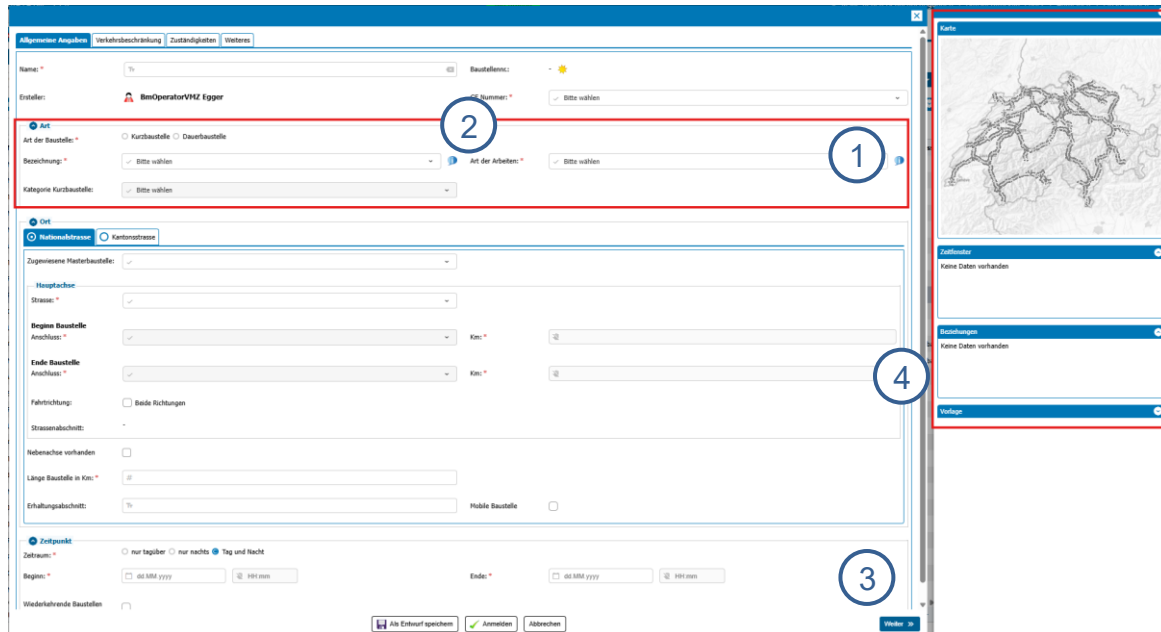 Allgemeine Angaben Verkehrsbeschränkung Zuständigkeiten Weiteres
Name: * Baustellennr.: -
Ersteller: BmOperatorVMZ Egger CE Nummer: * Bitte wählen
2
1
Art
Art der Baustelle: * Kurzbaustelle Dauerbaustelle
Bezeichnung: * Bitte wählen Art der Arbeiten: * Bitte wählen
Kategorie Kurzbaustelle: Bitte wählen
Ort
Nationalstrasse Kantonsstrasse
Zugewiesene Masterbaustelle:
Hauptachse
Strasse: *
Beginn Baustelle
Anschluss: * Km: *
Ende Baustelle
Anschluss: * Km: *
4
Fahrtrichtung: Beide Richtungen
Strassenabschnitt: -
Nebenachse vorhanden
Länge Baustelle in Km: *
Erhaltungsabschnitt: Mobile Baustelle
Zeitpunkt
Zeitraum: * nur tagüber nur nachts Tag und Nacht
Beginn: * dd.MM yyyy HH:mm Ende: * dd.MM yyyy HH:mm
3
Wiederkehrende Baustellen
Als Entwurf speichern Anmelden Abbrechen Weiter »
Karte
Zeitfenster
Keine Daten vorhanden
Beziehungen
Keine Daten vorhanden
Vorlage